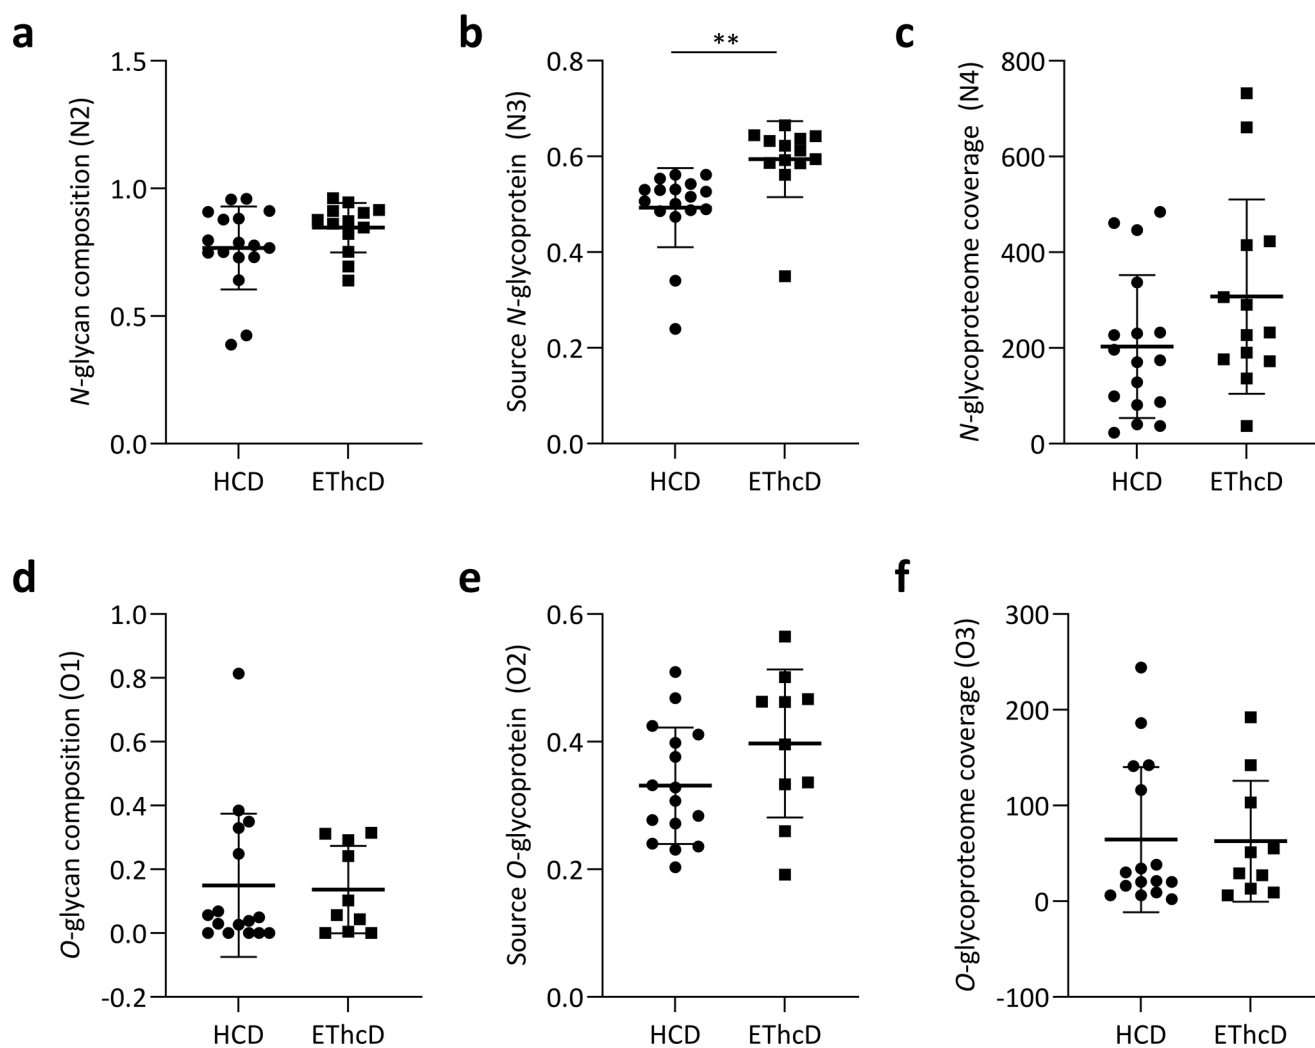 a
N-glycan composition (N2)
1.5
1.0
0.5
0.0
HCD
EThcD
b
Source N-glycoprotein (N3)
**
0.8
0.6
0.4
0.2
0.0
HCD
EThcD
c
N-glycoproteome coverage (N4)
800
600
400
200
0
HCD
EThcD
d
O-glycan composition (O1)
1.0
0.8
0.6
0.4
0.2
0.0
-0.2
HCD
EThcD
e
Source O-glycoprotein (O2)
0.6
0.4
0.2
0.0
HCD
EThcD
f
O-glycoproteome coverage (O3)
300
200
100
0
-100
HCD
EThcD